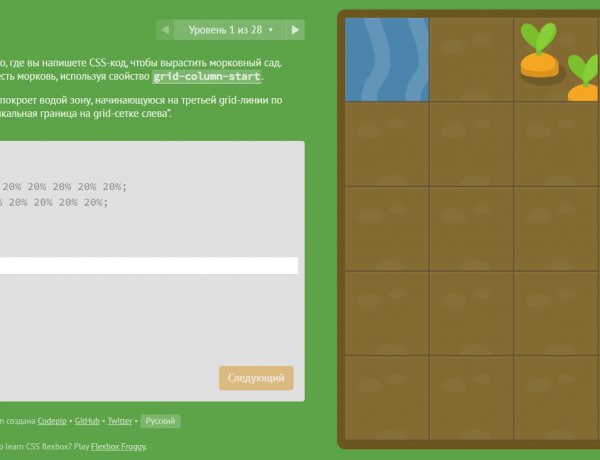 Уровень 1 из 28
о, где вы напишете CSS-код, чтобы вырастить морковный сад.
есть морковь, используя свойство grid-column-start.
покроет водой зону, начинающуюся на третьей grid-линии по
кальная граница на grid-сетке слева".
20% 20% 20% 20% 20%;
% 20% 20% 20% 20%;
Следующий
n создана Codepip • GitHub • Twitter • Русский
o learn CSS flexbox? Play Flexbox Froggy.